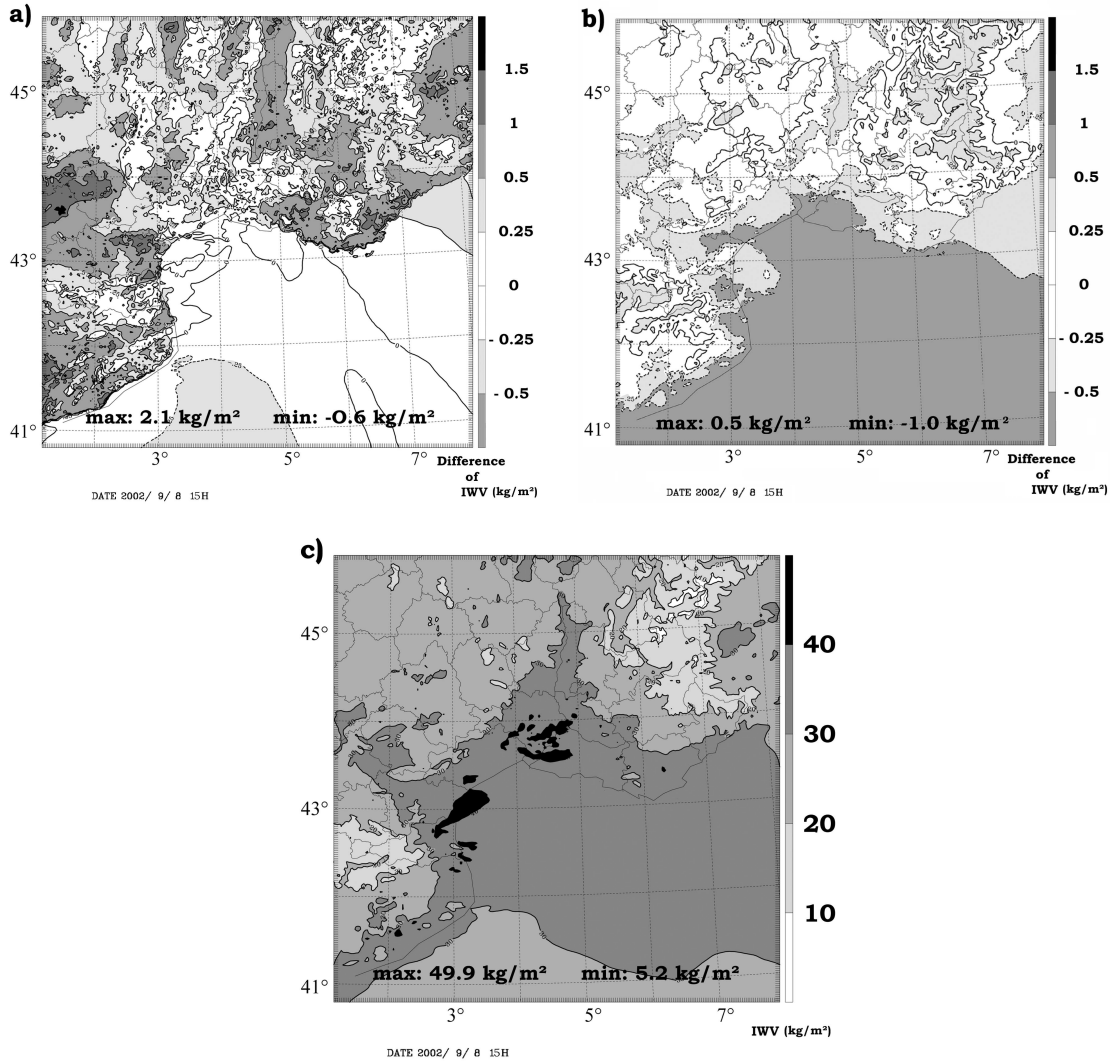 a)
45°
43°
41°
3°
5°
7°
1.5
1
0.5
0.25
0
- 0.25
- 0.5
max: 2.1 kg/m² min: -0.6 kg/m²
Difference
of
IWV (kg/m²)
DATE 2002/ 9/ 8 15H
b)
45°
43°
41°
3°
5°
7°
1.5
1
0.5
0.25
0
- 0.25
- 0.5
max: 0.5 kg/m² min: -1.0 kg/m²
Difference
of
IWV (kg/m²)
DATE 2002/ 9/ 8 15H
c)
45°
43°
41°
3°
5°
7°
40
30
20
10
max: 49.9 kg/m² min: 5.2 kg/m²
IWV (kg/m²)
DATE 2002/ 9/ 8 15H